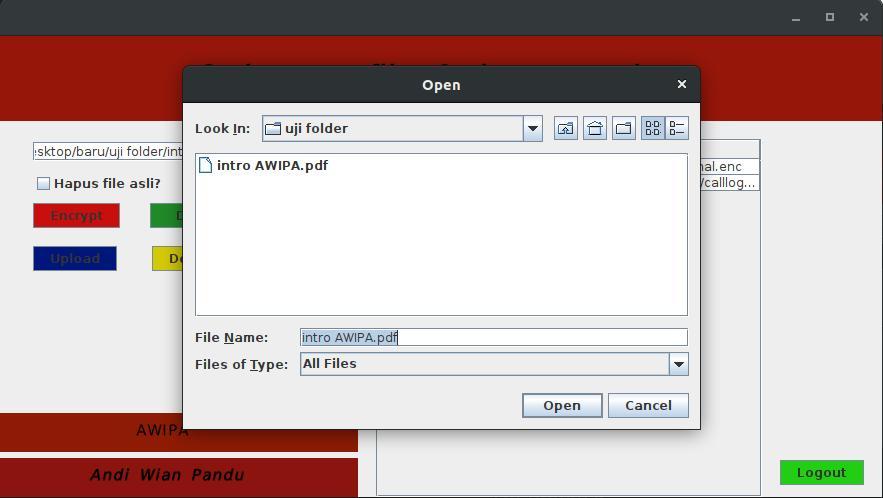 Open
Look In:
uji folder
intro AWIPA.pdf
File Name:
intro AWIPA.pdf
Files of Type:
All Files
Open
Cancel
sktop/baru/uji folder/int
Hapus file asli?
Encrypt
Upload
AWIPA
Andi Wian Pandu
nal.enc
/calllog...
Logout